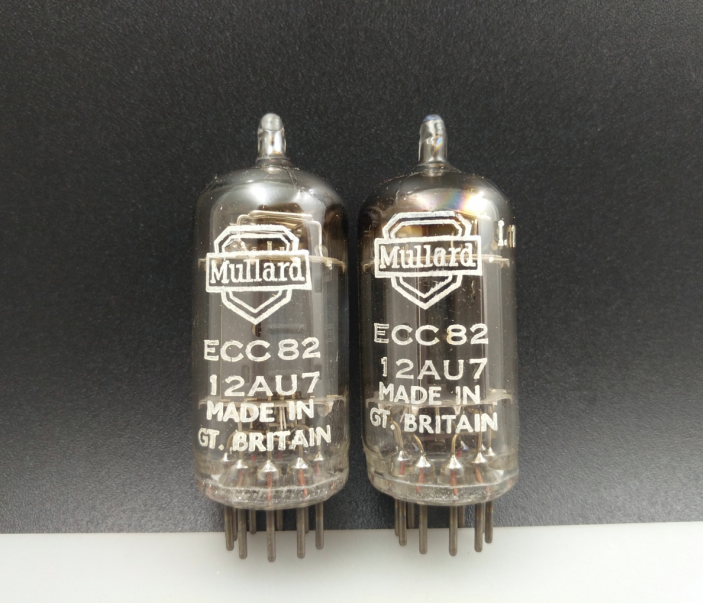 Mullard
ECC 82
12AU7
MADE IN
GT. BRITAIN
Mullard
ECC 82
12AU7
MADE IN
GT. BRITAIN